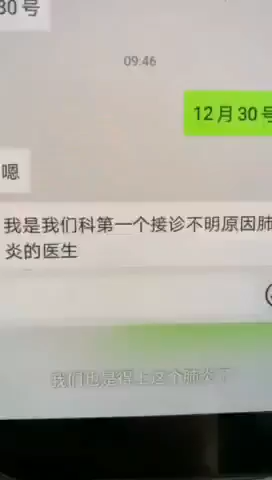 30号
09:46
12月30号
嗯
我是我们科第一个接诊不明原因肺
炎的医生
我们也是得上这个肺炎了